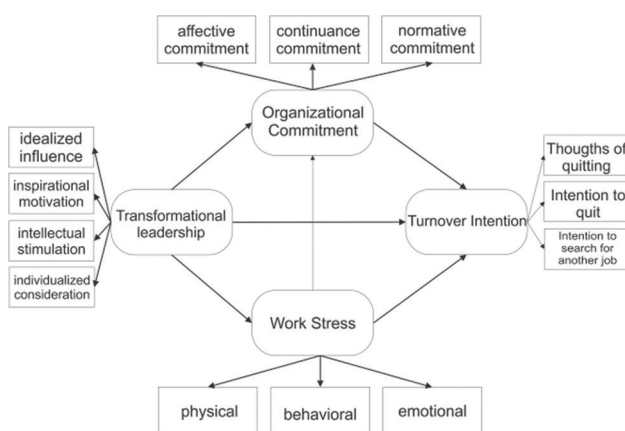 affective
commitment
continuance
commitment
normative
commitment
Organizational
Commitment
idealized
influence
inspirational
motivation
intellectual
stimulation
individualized
consideration
Transformational
leadership
Turnover Intention
Thougths of
quitting
Intention to
quit
Intention to
search for
another job
Work Stress
physical
behavioral
emotional